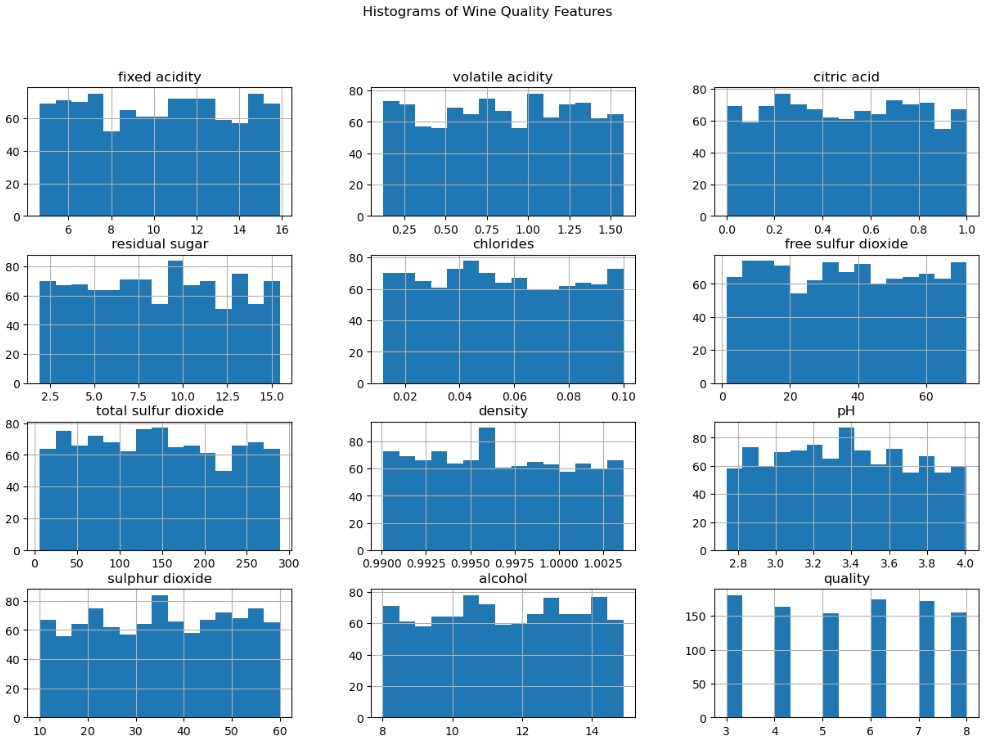 Histograms of Wine Quality Features
fixed acidity
volatile acidity
citric acid
0 20 40 60
6 8 10 12 14 16
0 20 40 60 80
0.25 0.50 0.75 1.00 1.25 1.50
0 20 40 60 80
0.0 0.2 0.4 0.6 0.8 1.0
residual sugar
chlorides
free sulfur dioxide
0 20 40 60 80
2.5 5.0 7.5 10.0 12.5 15.0
0 20 40 60 80
0.02 0.04 0.06 0.08 0.10
0 20 40 60
0 20 40 60
total sulfur dioxide
density
pH
0 20 40 60 80
0 50 100 150 200 250 300
0 20 40 60 80
0.9900 0.9925 0.9950 0.9975 1.0000 1.0025
0 20 40 60 80
2.8 3.0 3.2 3.4 3.6 3.8 4.0
sulphur dioxide
alcohol
quality
0 20 40 60 80
10 20 30 40 50 60
0 20 40 60 80
8 10 12 14
0 50 100 150
3 4 5 6 7 8